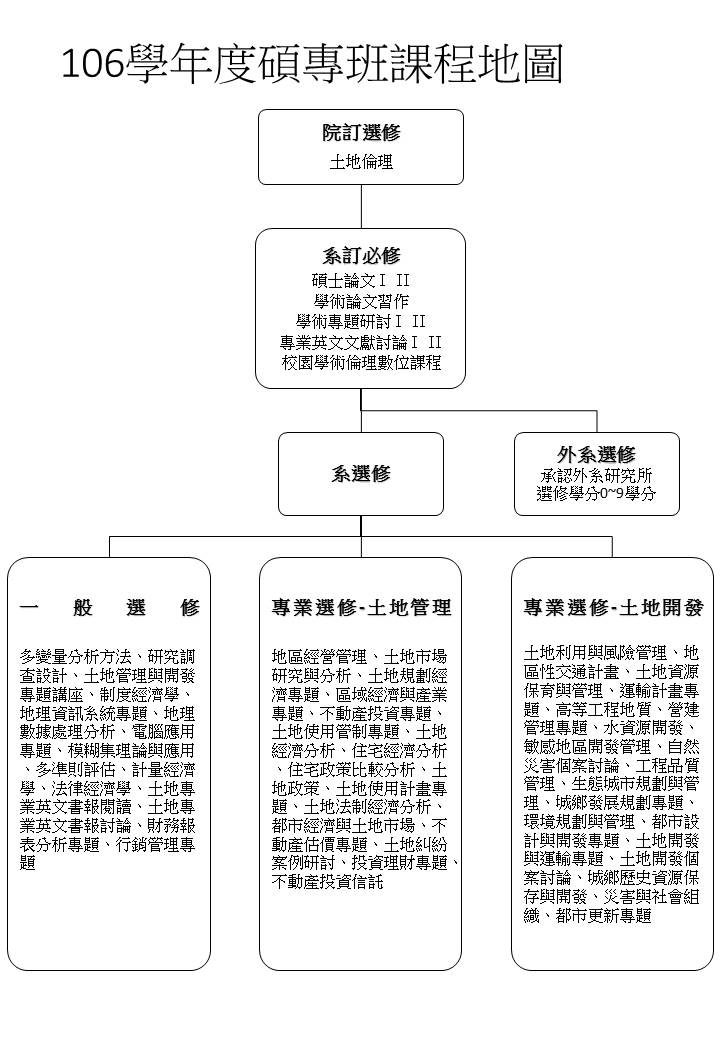 106學年度碩專班課程地圖
院訂選修
土地倫理
系訂必修
碩士論文Ⅰ II
學術論文習作
學術專題研討Ⅰ II
專業英文文獻討論Ⅰ II
校園學術倫理數位課程
系選修
外系選修
承認外系研究所
選修學分0~9學分
一般選修
多變量分析方法、研究調
查設計、土地管理與開發
專題講座、制度經濟學、
地理資訊系統專題、地理
數據處理分析、電腦應用
專題、模糊集理論與應用
、多準則評估、計量經濟
學、法律經濟學、土地專
業英文書報閱讀、土地專
業英文書報討論、財務報
表分析專題、行銷管理專
題
專業選修-土地管理
地區經營管理、土地市場
研究與分析、土地規劃經
濟專題、區域經濟與產業
專題、不動產投資專題、
土地使用管制專題、土地
經濟分析、住宅經濟分析
、住宅政策比較分析、土
地政策、土地使用計畫專
題、土地法制經濟分析、
都市經濟與土地市場、不
動產估價專題、土地糾紛
案例研討、投資理財專題、
不動產投資信託
專業選修-土地開發
土地利用與風險管理、地
區性交通計畫、土地資源
保育與管理、運輸計畫專
題、高等工程地質、營建
管理專題、水資源開發、
敏感地區開發管理、自然
災害個案討論、工程品質
管理、生態城市規劃與管
理、城鄉發展規劃專題、
環境規劃與管理、都市設
計與開發專題、土地開發
與運輸專題、土地開發個
案討論、城鄉歷史資源保
存與開發、災害與社會組
織、都市更新專題